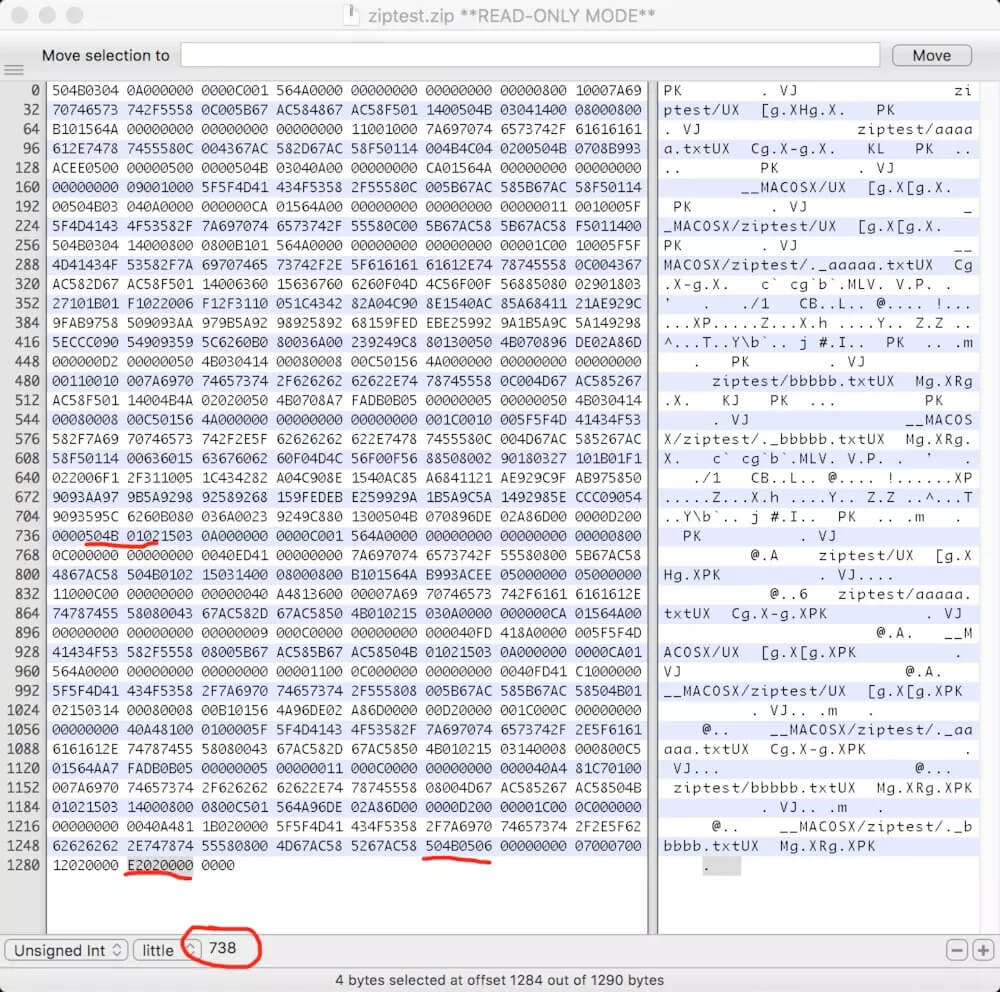 ziptest.zip **READ-ONLY MODE**
Move selection to
Move
0 504B0304 0A000000 0000C001 564A0000 00000000 00000000 00000800 10007A69 PK . VJ zi
32 70746573 742F5558 0C005B67 AC584867 AC58F501 1400504B 03041400 08000800 ptest/UX [g.XHg.X. PK
64 B101564A 00000000 00000000 00000000 11001000 7A697074 6573742F 61616161 . VJ ziptest/aaaa
96 612E7478 7455580C 004367AC 582D67AC 58F50114 004B4C04 0200504B 0708B993 a.txtUX Cg.X-g.X. KL PK ..
128 ACEE0500 00000500 0000504B 03040A00 00000000 CA01564A 00000000 00000000 .. PK . VJ
160 00000000 09001000 5F5F4D41 434F5358 2F55580C 005B67AC 585B67AC 58F50114 __MACOSX/UX [g.X[g.X.
192 00504B03 040A0000 000000CA 01564A00 00000000 00000000 00000011 0010005F PK . VJ _
224 5F4D4143 4F53582F 7A697074 6573742F 55580C00 5B67AC58 5B67AC58 F5011400 _MACOSX/ziptest/UX [g.X[g.X.
256 504B0304 14000800 0800B101 564A0000 00000000 00000000 00001C00 10005F5F PK . VJ __
288 4D41434F 53582F7A 69707465 73742F2E 5F616161 61612E74 78745558 0C004367 MACOSX/ziptest/._aaaaa.txtUX Cg
320 AC582D67 AC58F501 14006360 15636760 6260F04D 4C56F00F 56885080 02901803 .X-g.X. c` cg`b`.MLV. V.P. .
352 27101B01 F1022006 F12F3110 051C4342 82A04C90 8E1540AC 85A68411 21AE929C ' . . ./1 CB..L..@.... !...
384 9FAB9758 509093AA 979B5A92 98925892 68159FED EBE25992 9A1B5A9C 5A149298 ...XP.....Z...X.h ....Y.. Z.Z ..
416 5ECCC090 54909359 5C6260B0 80036A00 239249C8 80130050 4B070896 DE02A86D ^...T..Y\b`.. j #.I.. PK .. .m
448 000000D2 00000050 4B030414 00080008 00C50156 4A000000 00000000 00000000 . PK . VJ
480 00110010 007A6970 74657374 2F626262 62622E74 78745558 0C004D67 AC585267 ziptest/bbbbb.txtUX Mg.XRg
512 AC58F501 14004B4A 02020050 4B0708A7 FADB0B05 00000005 00000050 4B030414 .X. KJ PK ... PK
544 00080008 00C50156 4A000000 00000000 00000000 001C0010 005F5F4D 41434F53 . VJ __MACOS
576 582F7A69 70746573 742F2E5F 62626262 622E7478 7455580C 004D67AC 585267AC X/ziptest/._bbbbb.txtUX Mg.XRg.
608 58F50114 00636015 63676062 60F04D4C 56F00F56 88508002 90180327 101B01F1 X. c` cg`b`.MLV V.P.. . ' .
640 022006F1 2F311005 1C434282 A04C908E 1540AC85 A6841121 AE929C9F AB975850 ./1 CB..L.. @.... !......XP
672 9093AA97 9B5A9298 92589268 159FEDEB E259929A 1B5A9C5A 1492985E CCC09054 .....Z...X.h ....Y.. Z.Z ..^...T
704 9093595C 6260B080 036A0023 9249C880 1300504B 070896DE 02A86D00 0000D200 ..Y\b`.. j #.I.. PK .. .m .
736 0000504B 01021503 0A000000 0000C001 564A0000 00000000 00000000 00000800 PK . VJ
768 0C000000 00000000 0040ED41 00000000 7A697074 6573742F 55580800 5B67AC58 @.A ziptest/UX [g.X
800 4867AC58 504B0102 15031400 08000800 B101564A B993ACEE 05000000 05000000 Hg.XPK . VJ....
832 11000C00 00000000 00000040 A4813600 00007A69 70746573 742F6161 6161612E @..6 ziptest/aaaaa.
864 74787455 58080043 67AC582D 67AC5850 4B010215 030A0000 000000CA 01564A00 txtUX Cg.X-g.XPK . VJ
896 00000000 00000000 00000009 000C0000 00000000 000040FD 418A0000 005F5F4D @.A. __M
928 41434F53 582F5558 08005B67 AC585B67 AC58504B 01021503 0A000000 0000CA01 ACOSX/UX [g.X[g.XPK .
960 564A0000 00000000 00000000 00001100 0C000000 00000000 0040FD41 C1000000 VJ @.A.
992 5F5F4D41 434F5358 2F7A6970 74657374 2F555808 005B67AC 585B67AC 58504B01 __MACOSX/ziptest/UX [g.X[g.XPK
1024 02150314 00080008 00B10156 4A96DE02 A86D0000 00D20000 001C000C 00000000 . VJ.. .m .
1056 00000000 40A48100 0100005F 5F4D4143 4F53582F 7A697074 6573742F 2E5F6161 @.. __MACOSX/ziptest/._aa
1088 6161612E 74787455 58080043 67AC582D 67AC5850 4B010215 03140008 000800C5 aaa.txtUX Cg.X-g.XPK .
1120 01564AA7 FADB0B05 00000005 00000011 000C0000 00000000 000040A4 81C70100 VJ... @...
1152 007A6970 74657374 2F626262 62622E74 78745558 08004D67 AC585267 AC58504B ziptest/bbbbb.txtUX Mg.XRg.XPK
1184 01021503 14000800 0800C501 564A96DE 02A86D00 0000D200 00001C00 0C000000 . VJ.. .m .
1216 00000000 0040A481 1B020000 5F5F4D41 434F5358 2F7A6970 74657374 2F2E5F62 @.. __MACOSX/ziptest/._b
1248 62626262 2E747874 55580800 4D67AC58 5267AC58 504B0506 00000000 07000700 bbbb.txtUX Mg.XRg.XPK
1280 12020000 E2020000 0000 .
Unsigned Int little 738
4 bytes selected at offset 1284 out of 1290 bytes